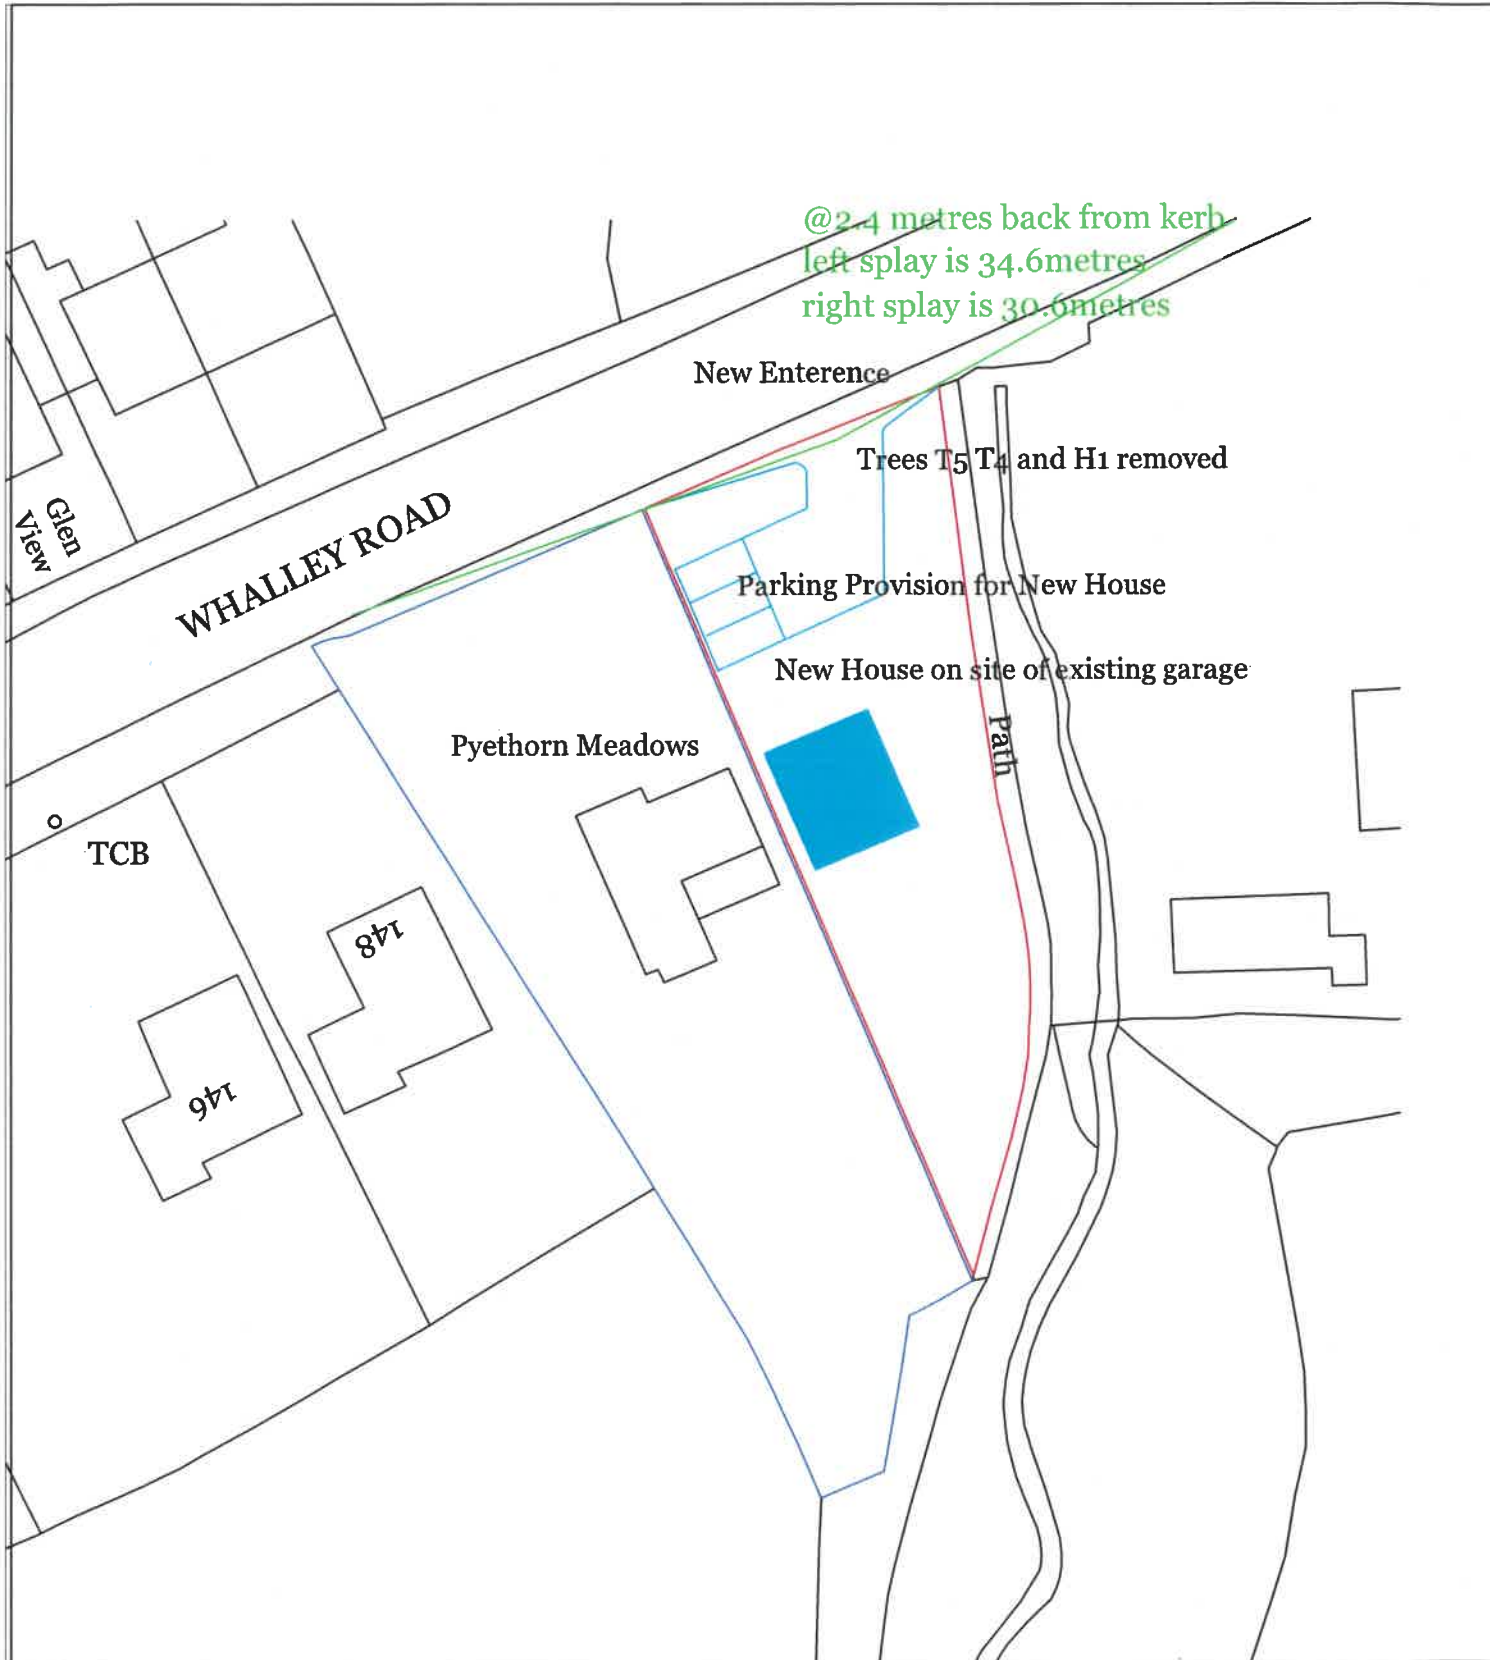 @2.4 metres back from kerb
left splay is 34.6metres
right splay is 30.6metres
New Enterence
Trees T5 T4 and H1 removed
Glen
View
WHALLEY ROAD
Parking Provision for New House
New House on site of existing garage
Pyethorn Meadows
Path
TCB
148
146